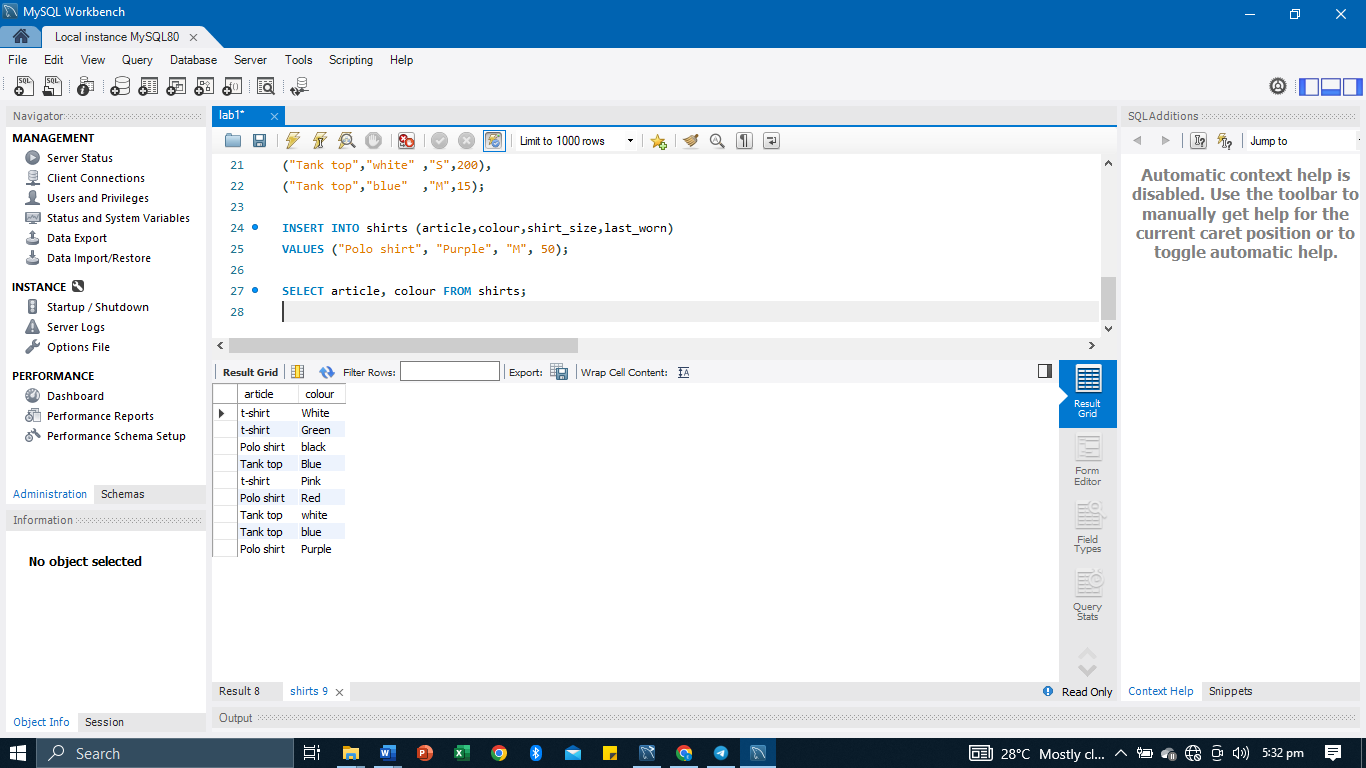 MySQL Workbench
Local instance MySQL80
File Edit View Query Database Server Tools Scripting Help
Navigator
MANAGEMENT
Server Status
Client Connections
Users and Privileges
Status and System Variables
Data Export
Data Import/Restore
INSTANCE
Startup / Shutdown
Server Logs
Options File
PERFORMANCE
Dashboard
Performance Reports
Performance Schema Setup
Administration Schemas
Information
No object selected
Object Info Session
lab1*
Limit to 1000 rows
21 ("Tank top","white" ,"S",200),
22 ("Tank top","blue"  ,"M",15);
23
24 INSERT INTO shirts (article,colour,shirt_size,last_worn)
25 VALUES ("Polo shirt", "Purple", "M", 50);
26
27 SELECT article, colour FROM shirts;
28
Result Grid Filter Rows: Export: Wrap Cell Content:
article colour
t-shirt White
t-shirt Green
Polo shirt black
Tank top Blue
t-shirt Pink
Polo shirt Red
Tank top white
Tank top blue
Polo shirt Purple
Result
Grid
Form
Editor
Field
Types
Query
Stats
Result 8 shirts 9 Read Only
Output
SQLAdditions
Jump to
Automatic context help is
disabled. Use the toolbar to
manually get help for the
current caret position or to
toggle automatic help.
Context Help Snippets
Search
28°C Mostly cl... 5:32 pm